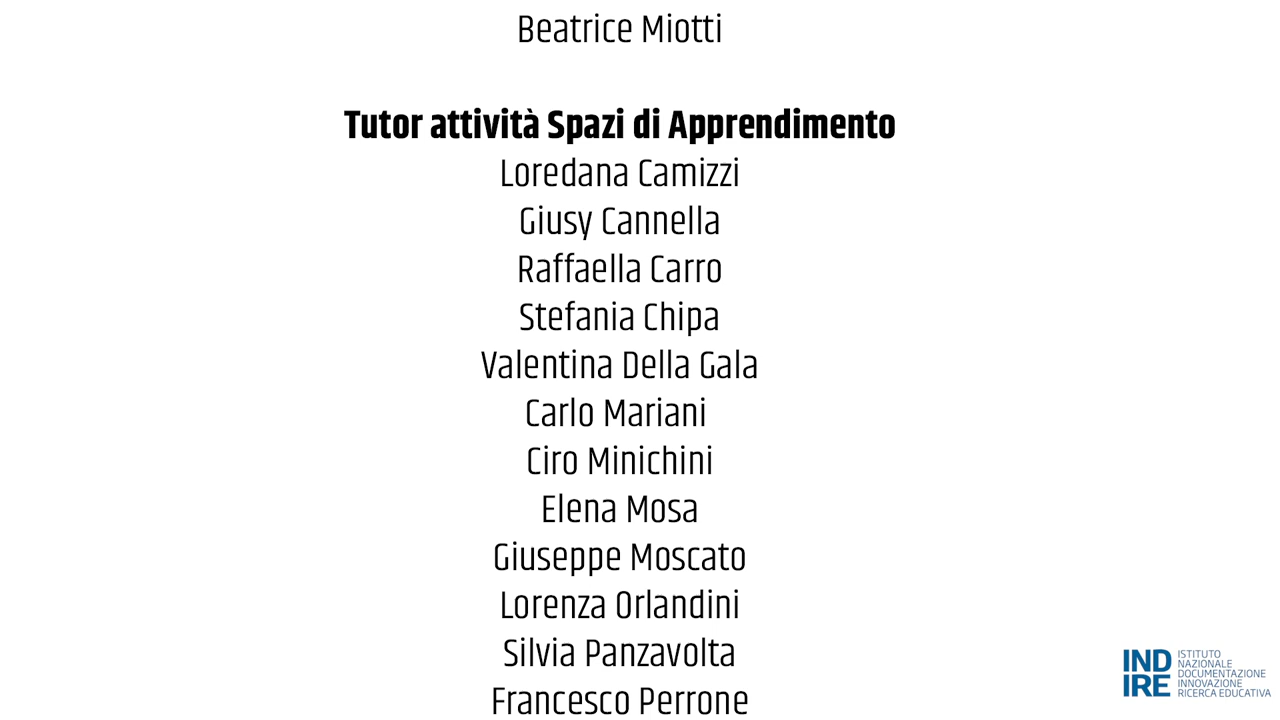 Beatrice Miotti
Tutor attività Spazi di Apprendimento
Loredana Camizzi
Giusy Cannella
Raffaella Carro
Stefania Chipa
Valentina Della Gala
Carlo Mariani
Ciro Minichini
Elena Mosa
Giuseppe Moscato
Lorenza Orlandini
Silvia Panzavolta
Francesco Perrone
IND
IRE
ISTITUTO
NAZIONALE
DOCUMENTAZIONE
INNOVAZIONE
RICERCA EDUCATIVA